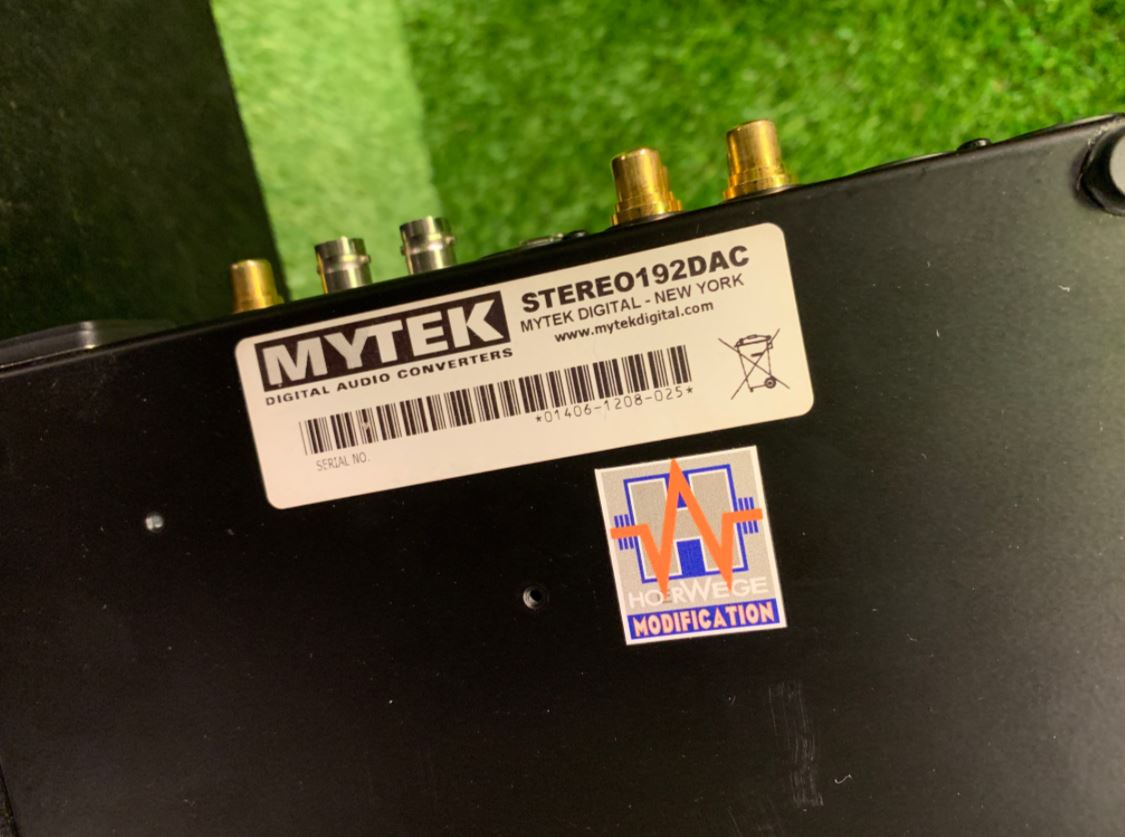 MYTEK
DIGITAL AUDIO CONVERTERS
STEREO192DAC
MYTEK DIGITAL - NEW YORK
www.mytekdigital.com
*01406-1208-025*
SERIAL NO.
HOERWEGE
MODIFICATION